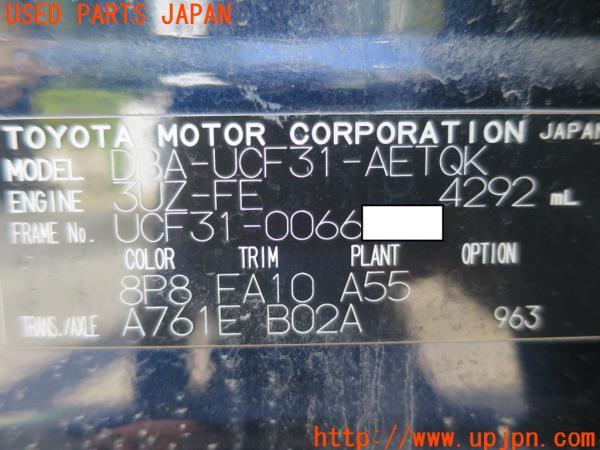 USED PARTS JAPAN
TOYOTA MOTOR CORPORATION JAPAN
MODEL DBA-UCF31-AETQK
ENGINE 3UZ-FE 4292 mL
FRAME No. UCF31-0066
COLOR TRIM PLANT OPTION
8P8 FA10 A55
TRANS./AXLE A761E B02A 963
http://www.upjpn.com